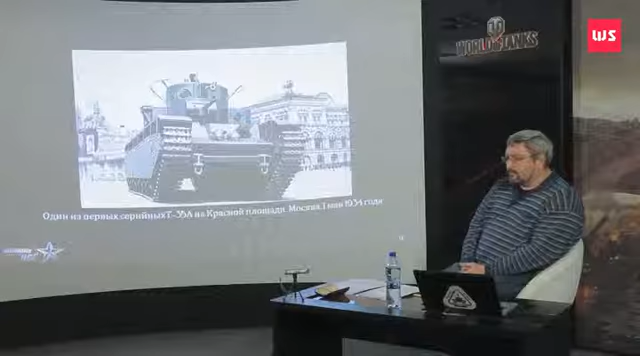 WORLD OF TANKS
WS
Один из первых серийных Т-35А на Красной площади. Москва, 1 мая 1934 года